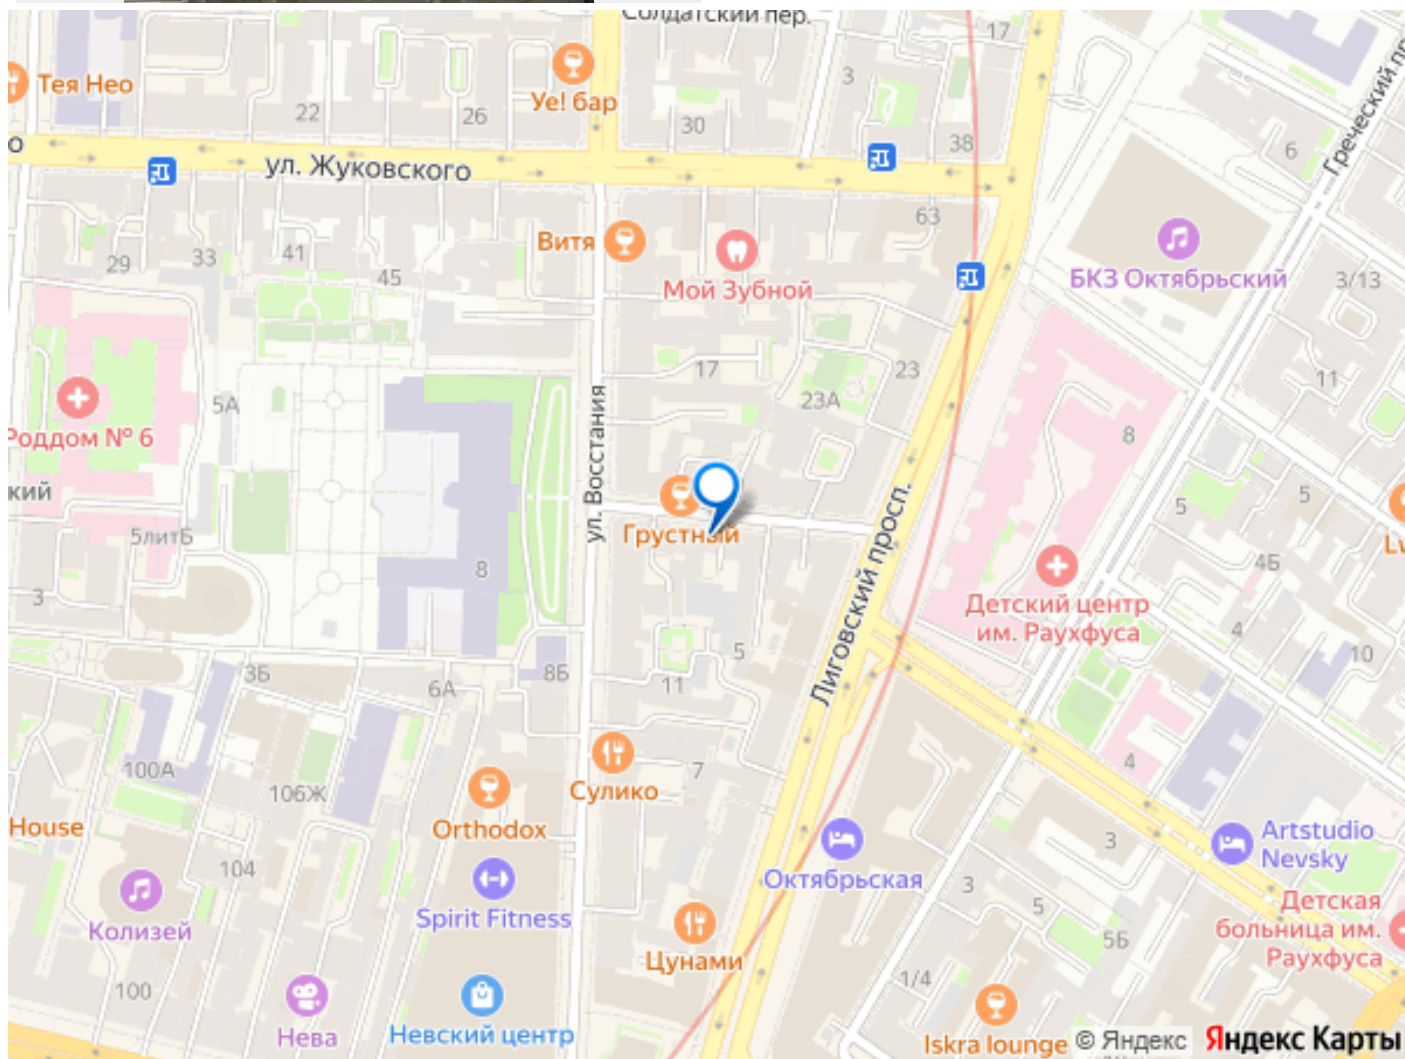 Солдатский пер.
17
Тея Нео
Уе! бар
3
22
26
30
38
Греческий пр
6
о
ул. Жуковского
63
29
33
41
45
Витя
Мой Зубной
БКЗ Октябрьский
3/13
17
23
23А
11
5А
Роддом № 6
ул. Восстания
8
кий
5литБ
Грустный
Лиговский просп.
5
5
4Б
8
3
Детский центр
им. Раухфуса
4
10
3Б
6А
8Б
5
11
100А
106Ж
7
4
Сулико
House
Orthodox
3
Artstudio
Nevsky
104
Октябрьская
3
Spirit Fitness
5
5Б
Детская
больница им.
Раухфуса
Колизей
Цунами
1/4
100
Нева
Невский центр
Iskra lounge
© Яндекс Яндекс Карты